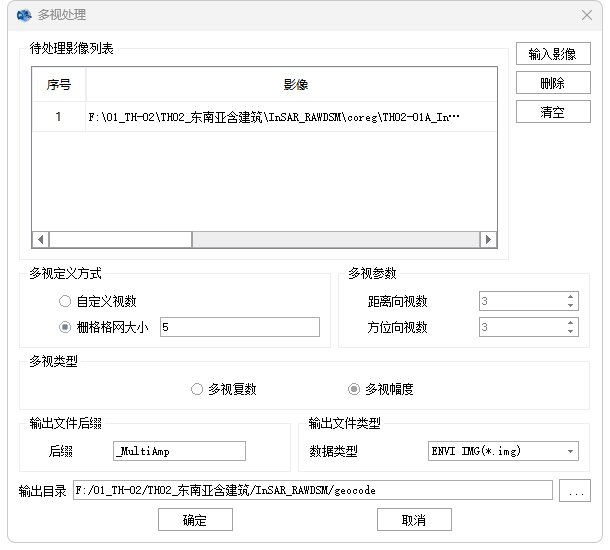 多视处理
待处理影像列表
输入影像
序号 影像
删除
1 F:\01_TH-02\TH02_东南亚含建筑\InSAR_RAWDSM\coreg\TH02-01A_In…
清空
多视定义方式
自定义视数
栅格格网大小 5
多视参数
距离向视数 3
方位向视数 3
多视类型
多视复数 多视幅度
输出文件后缀
后缀 _MultiAmp
输出文件类型
数据类型 ENVI IMG(*.img)
输出目录 F:/01_TH-02/TH02_东南亚含建筑/InSAR_RAWDSM/geocode ...
确定 取消